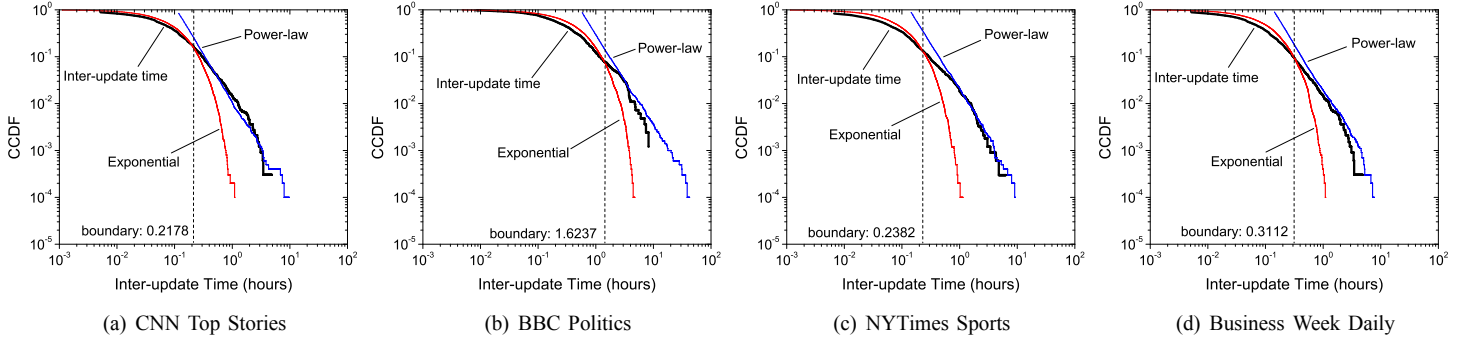 10^0
10^-1
10^-2
10^-3
10^-4
10^-5
CCDF
Power-law
Inter-update time
Exponential
boundary: 0.2178
10^-3 10^-2 10^-1 10^0 10^1 10^2
Inter-update Time (hours)
(a) CNN Top Stories
10^0
10^-1
10^-2
10^-3
10^-4
10^-5
CCDF
Power-law
Inter-update time
Exponential
boundary: 1.6237
10^-3 10^-2 10^-1 10^0 10^1 10^2
Inter-update Time (hours)
(b) BBC Politics
10^0
10^-1
10^-2
10^-3
10^-4
10^-5
CCDF
Power-law
Inter-update time
Exponential
boundary: 0.2382
10^-3 10^-2 10^-1 10^0 10^1 10^2
Inter-update Time (hours)
(c) NYTimes Sports
10^0
10^-1
10^-2
10^-3
10^-4
10^-5
CCDF
Power-law
Inter-update time
Exponential
boundary: 0.3112
10^-3 10^-2 10^-1 10^0 10^1 10^2
Inter-update Time (hours)
(d) Business Week Daily